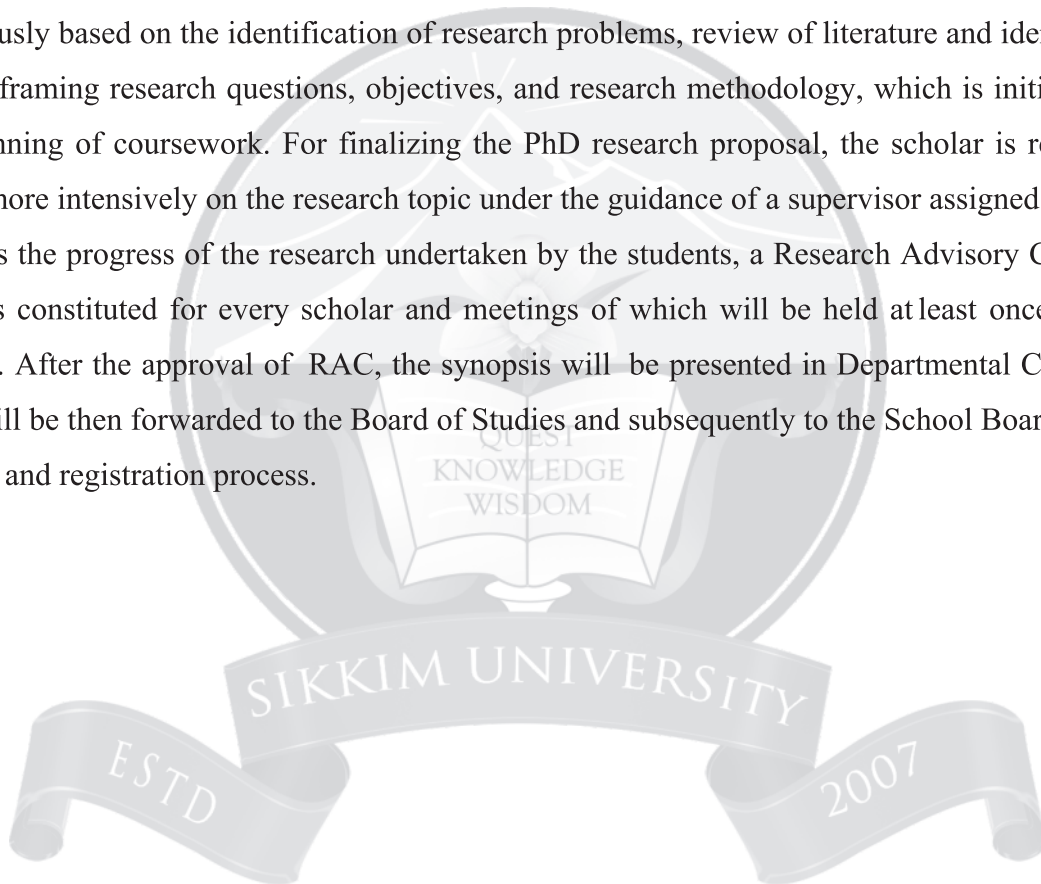 usly based on the identification of research problems, review of literature and ide
framing research questions, objectives, and research methodology, which is initi
nning of coursework. For finalizing the PhD research proposal, the scholar is r
ore intensively on the research topic under the guidance of a supervisor assigned
s the progress of the research undertaken by the students, a Research Advisory C
s constituted for every scholar and meetings of which will be held at least once
. After the approval of RAC, the synopsis will be presented in Departmental C
ill be then forwarded to the Board of Studies and subsequently to the School Boar
and registration process.
QUEST
KNOWLEDGE
WISDOM
SIKKIM UNIVERSITY
ESTD 2007